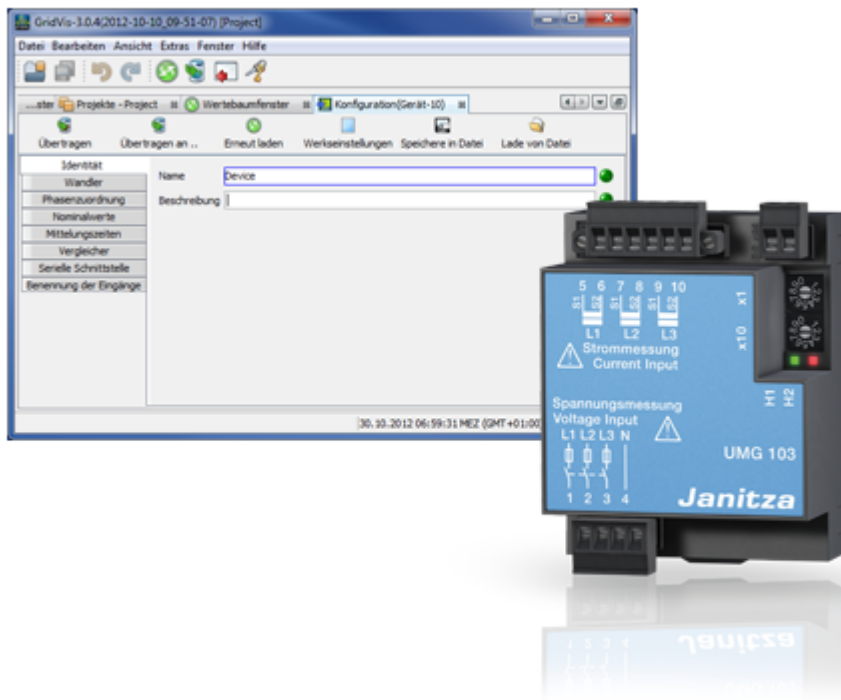 GridVis-3.0.4(2012-10-10_09-51-07) [Project]
Datei Bearbeiten Ansicht Extras Fenster Hilfe
...ster Projekte - Project Wertebaumfenster Konfiguration(Gerät-10)
Übertragen Übertragen an .. Erneut laden Werkseinstellungen Speichere in Datei Lade von Datei
Identität
Wandler
Phasenzuordnung
Nominalwerte
Mittelungszeiten
Vergleicher
Serielle Schnittstelle
Benennung der Eingänge
Name Device
Beschreibung
30.10.2012 06:59:31 MEZ (GMT+01:00)
5 6 7 8 9 10
S1 S2 S1 S2 S1 S2
L1 L2 L3
Strommessung
Current Input
x1
x10
H1
H2
Spannungsmessung
Voltage Input
L1 L2 L3 N
1 2 3 4
UMG 103
Janitza